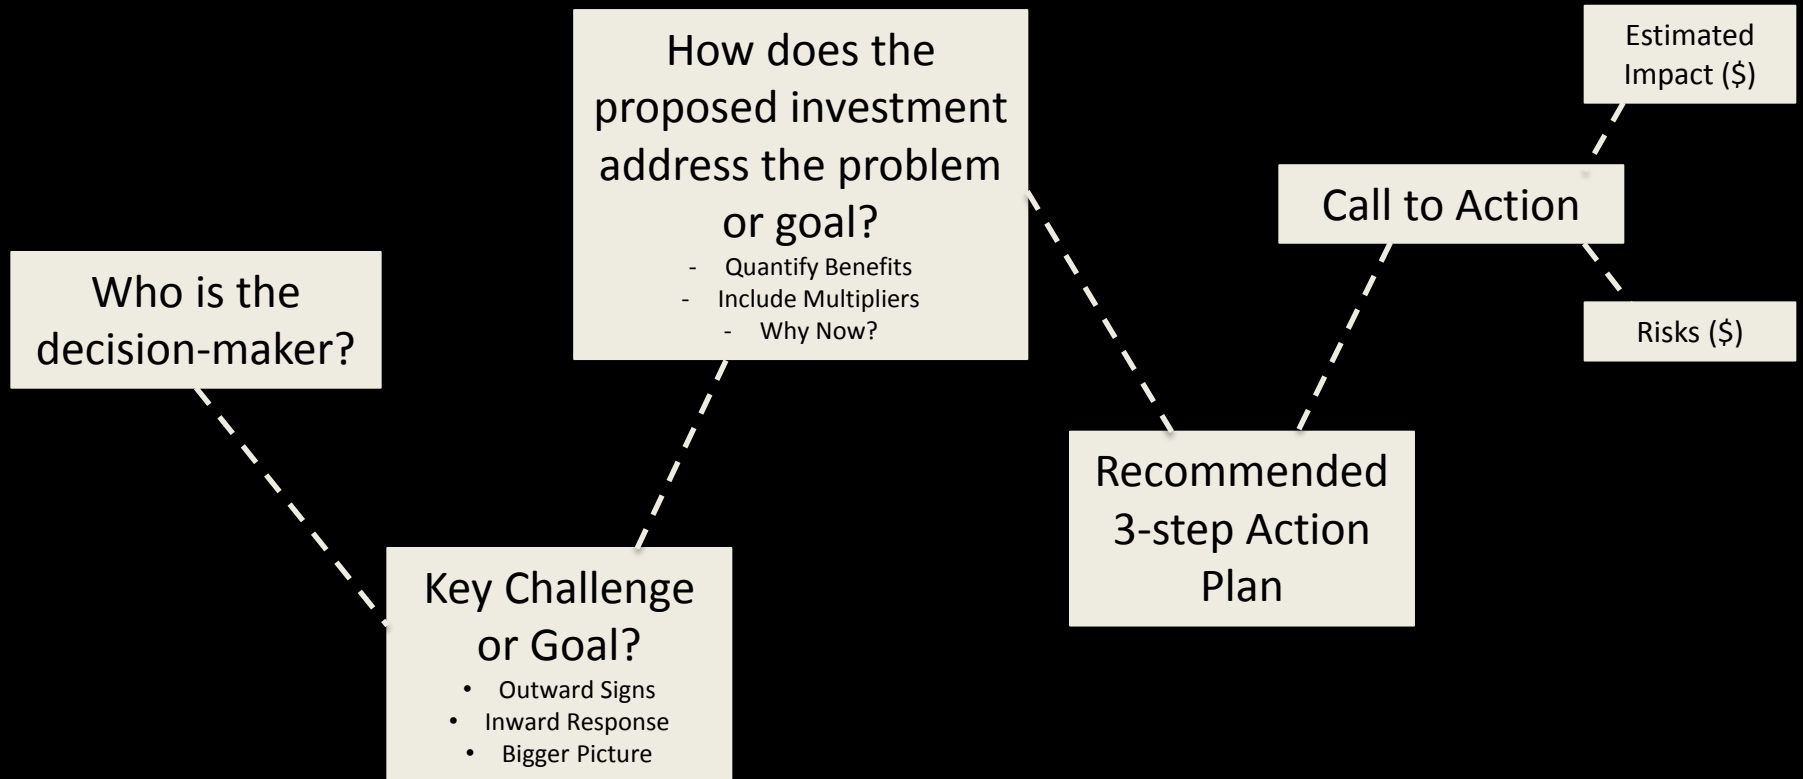 Who is the
decision-maker?
Key Challenge
or Goal?
• Outward Signs
• Inward Response
• Bigger Picture
How does the
proposed investment
address the problem
or goal?
- Quantify Benefits
- Include Multipliers
- Why Now?
Recommended
3-step Action
Plan
Call to Action
Estimated
Impact ($)
Risks ($)